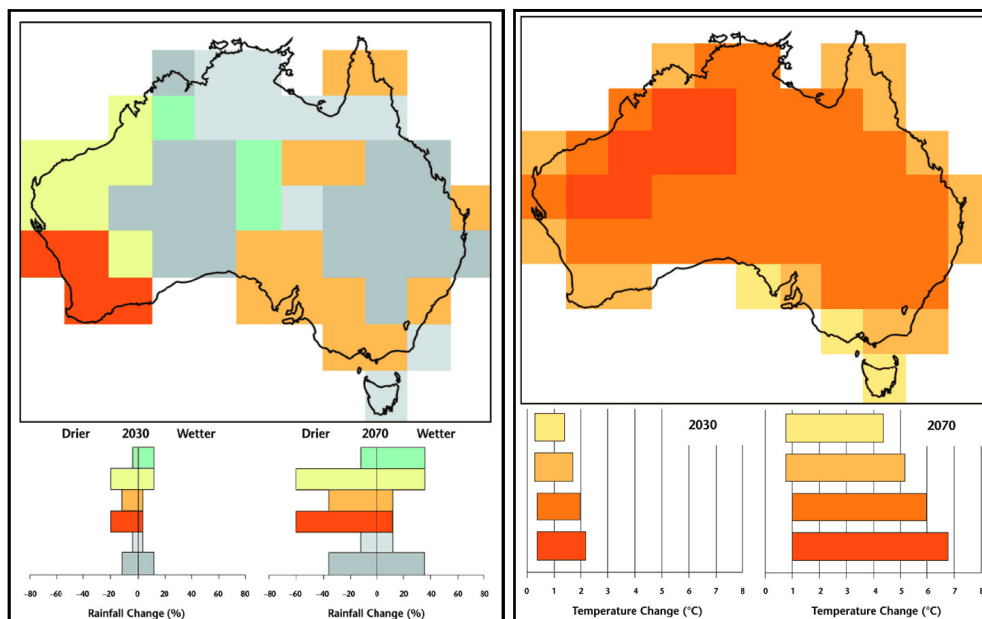 Drier 2030 Wetter
Drier 2070 Wetter
-80 -60 -40 -20 0 20 40 60 80
-80 -60 -40 -20 0 20 40 60 80
Rainfall Change (%)
Rainfall Change (%)
2030
2070
0 1 2 3 4 5 6 7 8
0 1 2 3 4 5 6 7 8
Temperature Change (°C)
Temperature Change (°C)